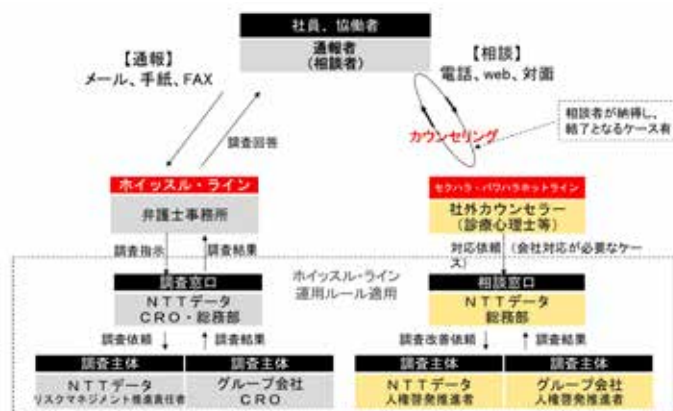 社員、協働者
通報者
（相談者）
【通報】
メール、手紙、FAX
【相談】
電話、web、対面
調査回答
カウンセリング
相談者が納得し、
結了となるケース有
ホイッスル・ライン
弁護士事務所
セクハラ・パワハラホットライン
社外カウンセラー
（診療心理士等）
調査指示
調査結果
対応依頼　（会社対応が必要なケー
ス）
ホイッスル・ライン
運用ルール適用
調査窓口
ＮＴＴデータ
ＣＲＯ・総務部
相談窓口
ＮＴＴデータ
総務部
調査依頼
調査結果
調査改善依頼
調査結果
調査主体
ＮＴＴデータ
リスクマネジメント推進責任者
調査主体
グループ会社
ＣＲＯ
調査主体
ＮＴＴデータ
人権啓発推進者
調査主体
グループ会社
人権啓発推進者